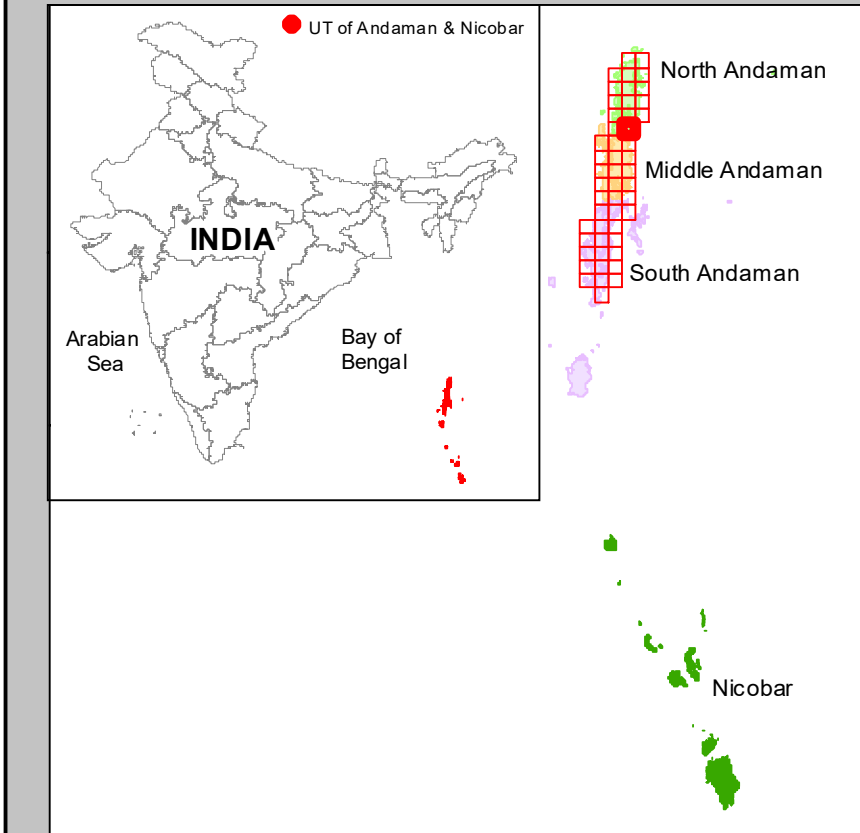 UT of Andaman & Nicobar
North Andaman
Middle Andaman
INDIA
South Andaman
Arabian
Sea
Bay of
Bengal
Nicobar